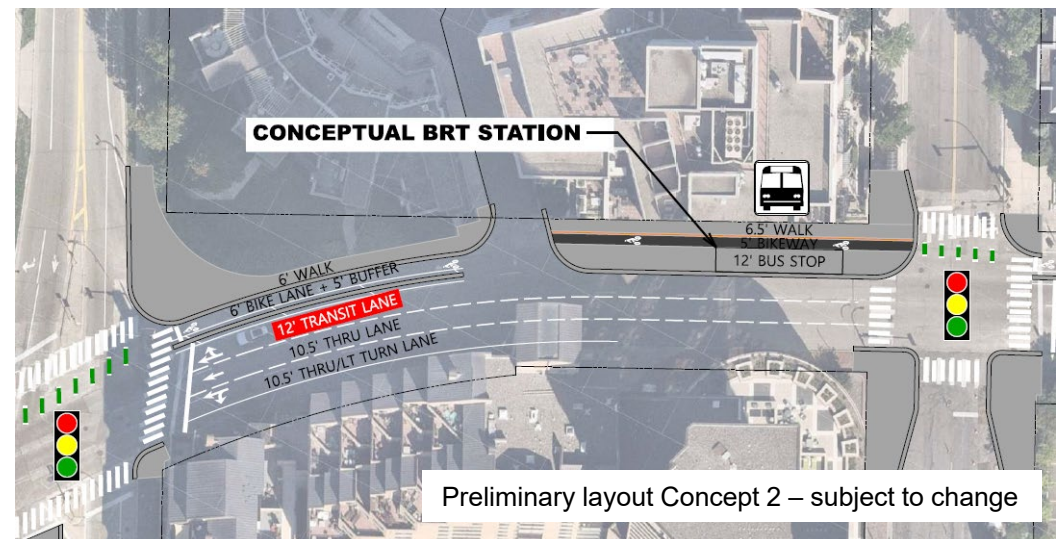 CONCEPTUAL BRT STATION
6.5' WALK
5' BIKEWAY
12' BUS STOP
6' WALK
6' BIKE LANE + 5' BUFFER
12' TRANSIT LANE
10.5' THRU LANE
10.5' THRU/LT TURN LANE
Preliminary layout Concept 2 – subject to change